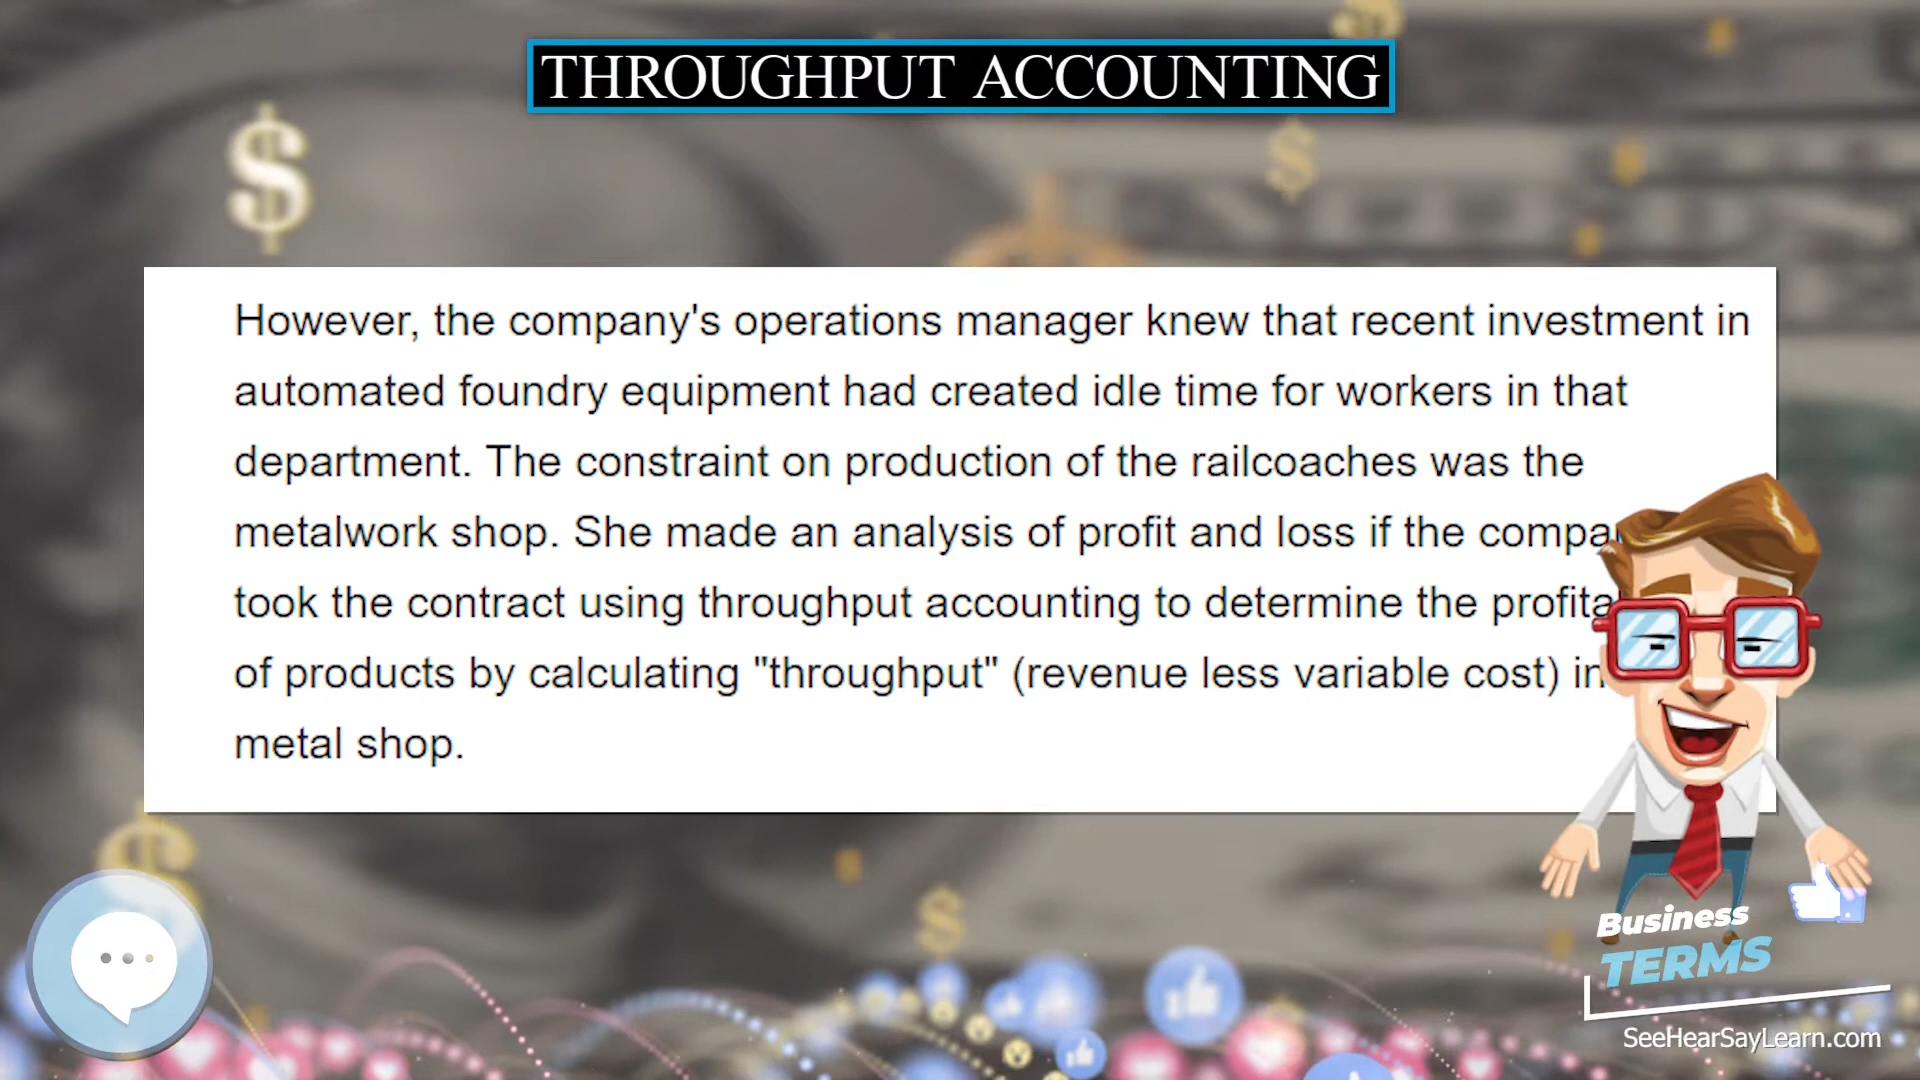 THROUGHPUT ACCOUNTING
However, the company's operations manager knew that recent investment in
automated foundry equipment had created idle time for workers in that
department. The constraint on production of the railcoaches was the
metalwork shop. She made an analysis of profit and loss if the
took the contract using throughput accounting to determine the
of products by calculating "throughput" (revenue less variable cost) in
metal shop.
Business
TERMS
SeeHearSayLearn.com